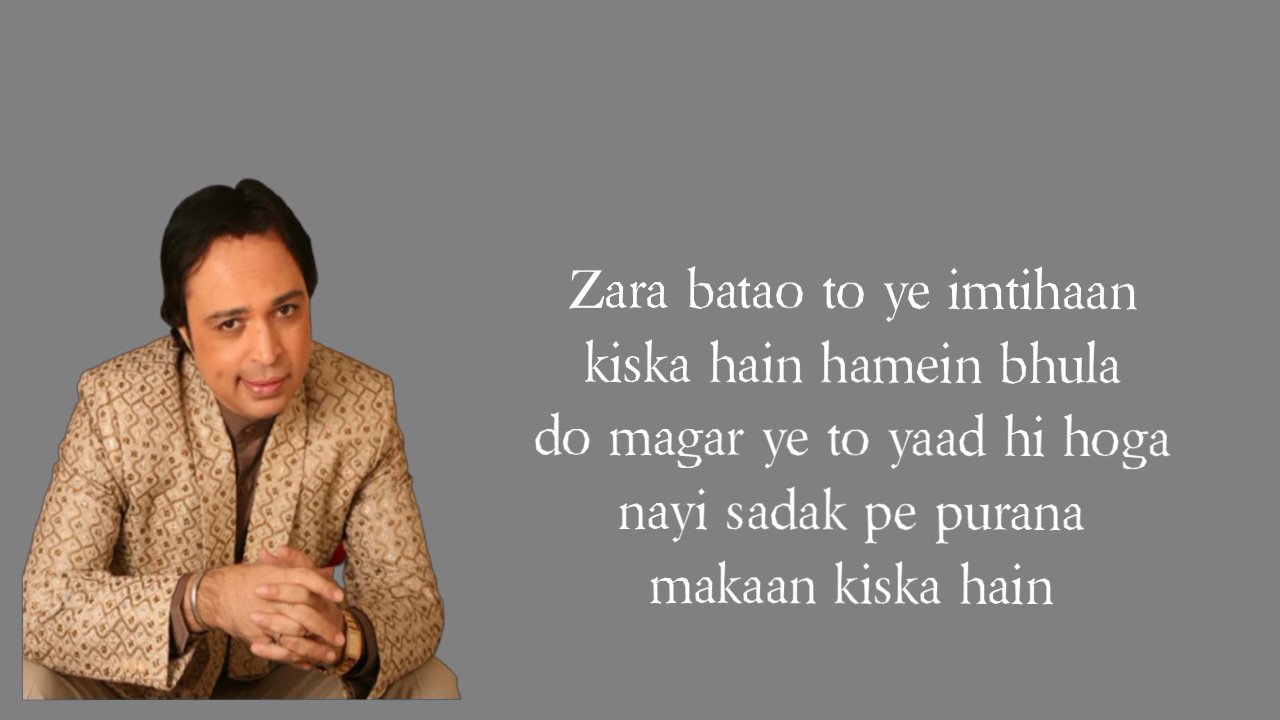 Zara batao to ye imtihaan
kiska hain hamein bhula
do magar ye to yaad hi hoga
nayi sadak pe purana
makaan kiska hain